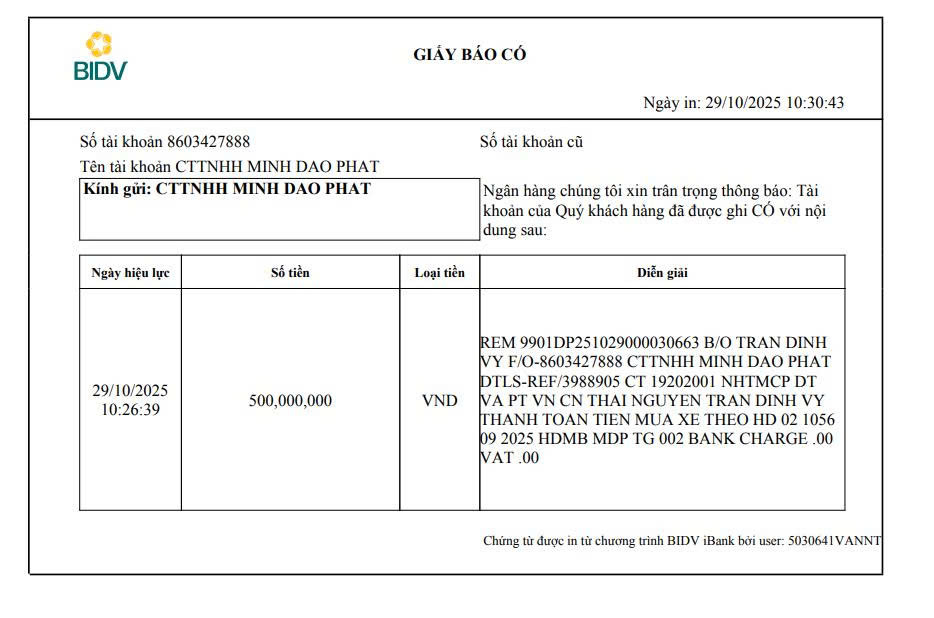 BIDV
GIẤY BÁO CÓ
Ngày in: 29/10/2025 10:30:43
Số tài khoản 8603427888
Số tài khoản cũ
Tên tài khoản CTTNHH MINH DAO PHAT
Kính gửi: CTTNHH MINH DAO PHAT
Ngân hàng chúng tôi xin trân trọng thông báo: Tài
khoản của Quý khách hàng đã được ghi CÓ với nội
dung sau:
Ngày hiệu lực
Số tiền
Loại tiền
Diễn giải
29/10/2025
10:26:39
500,000,000
VND
REM 9901DP251029000030663 B/O TRAN DINH
VY F/O-8603427888 CTTNHH MINH DAO PHAT
DTLS-REF/3988905 CT 19202001 NHTMCP DT
VA PT VN CN THAI NGUYEN TRAN DINH VY
THANH TOAN TIEN MUA XE THEO HD 02 1056
09 2025 HDMB MDP TG 002 BANK CHARGE .00
VAT .00
Chứng từ được in từ chương trình BIDV iBank bởi user: 5030641VANNT